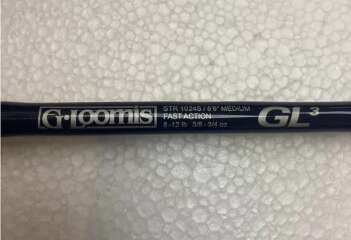 G·Loomis
STR 1024S / 8'6" MEDIUM
FAST ACTION
8-12 lb 3/8 - 3/4 oz
GL3